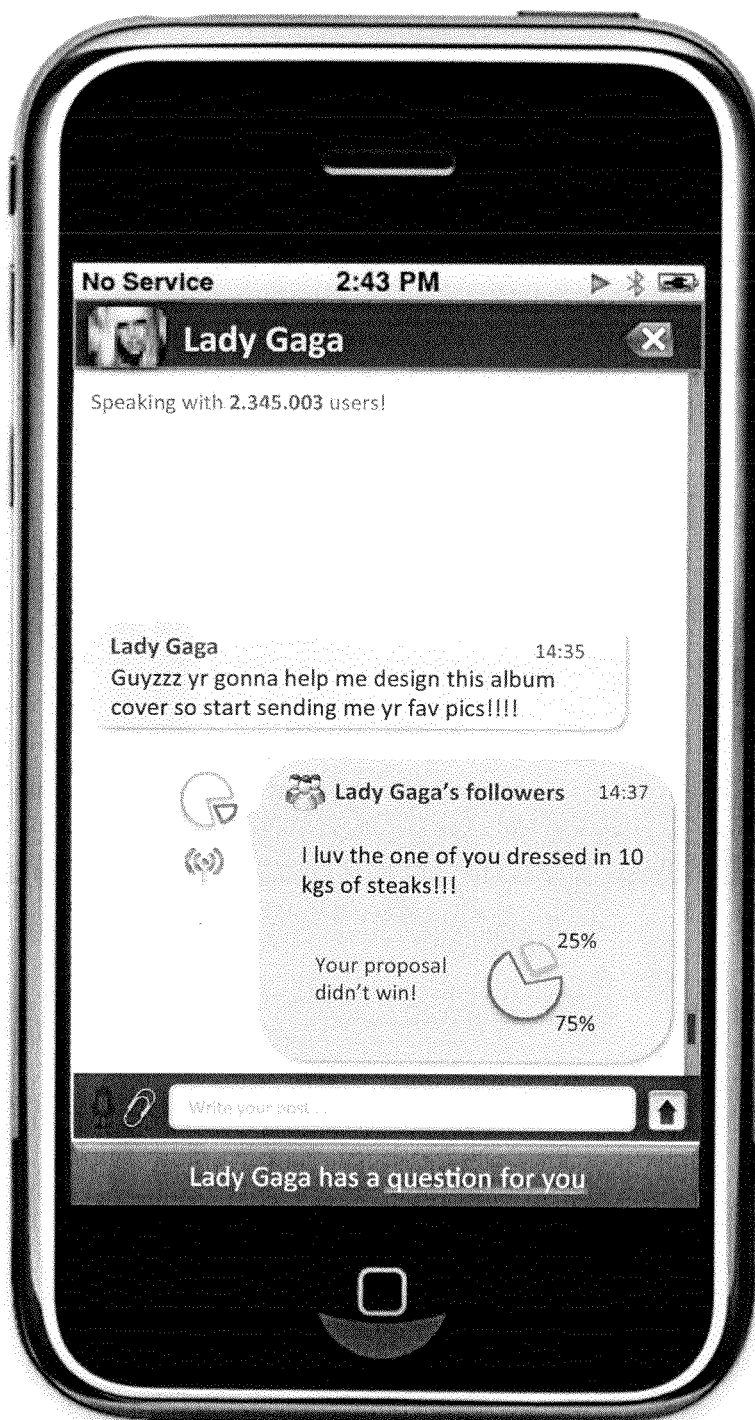 No Service 2:43 PM
Lady Gaga
Speaking with 2.345.003 users!
Lady Gaga 14:35
Guyzzz yr gonna help me design this album
cover so start sending me yr fav pics!!!!
Lady Gaga's followers 14:37
I luv the one of you dressed in 10
kgs of steaks!!!
25%
Your proposal
didn't win!
75%
Write your post ...
Lady Gaga has a question for you